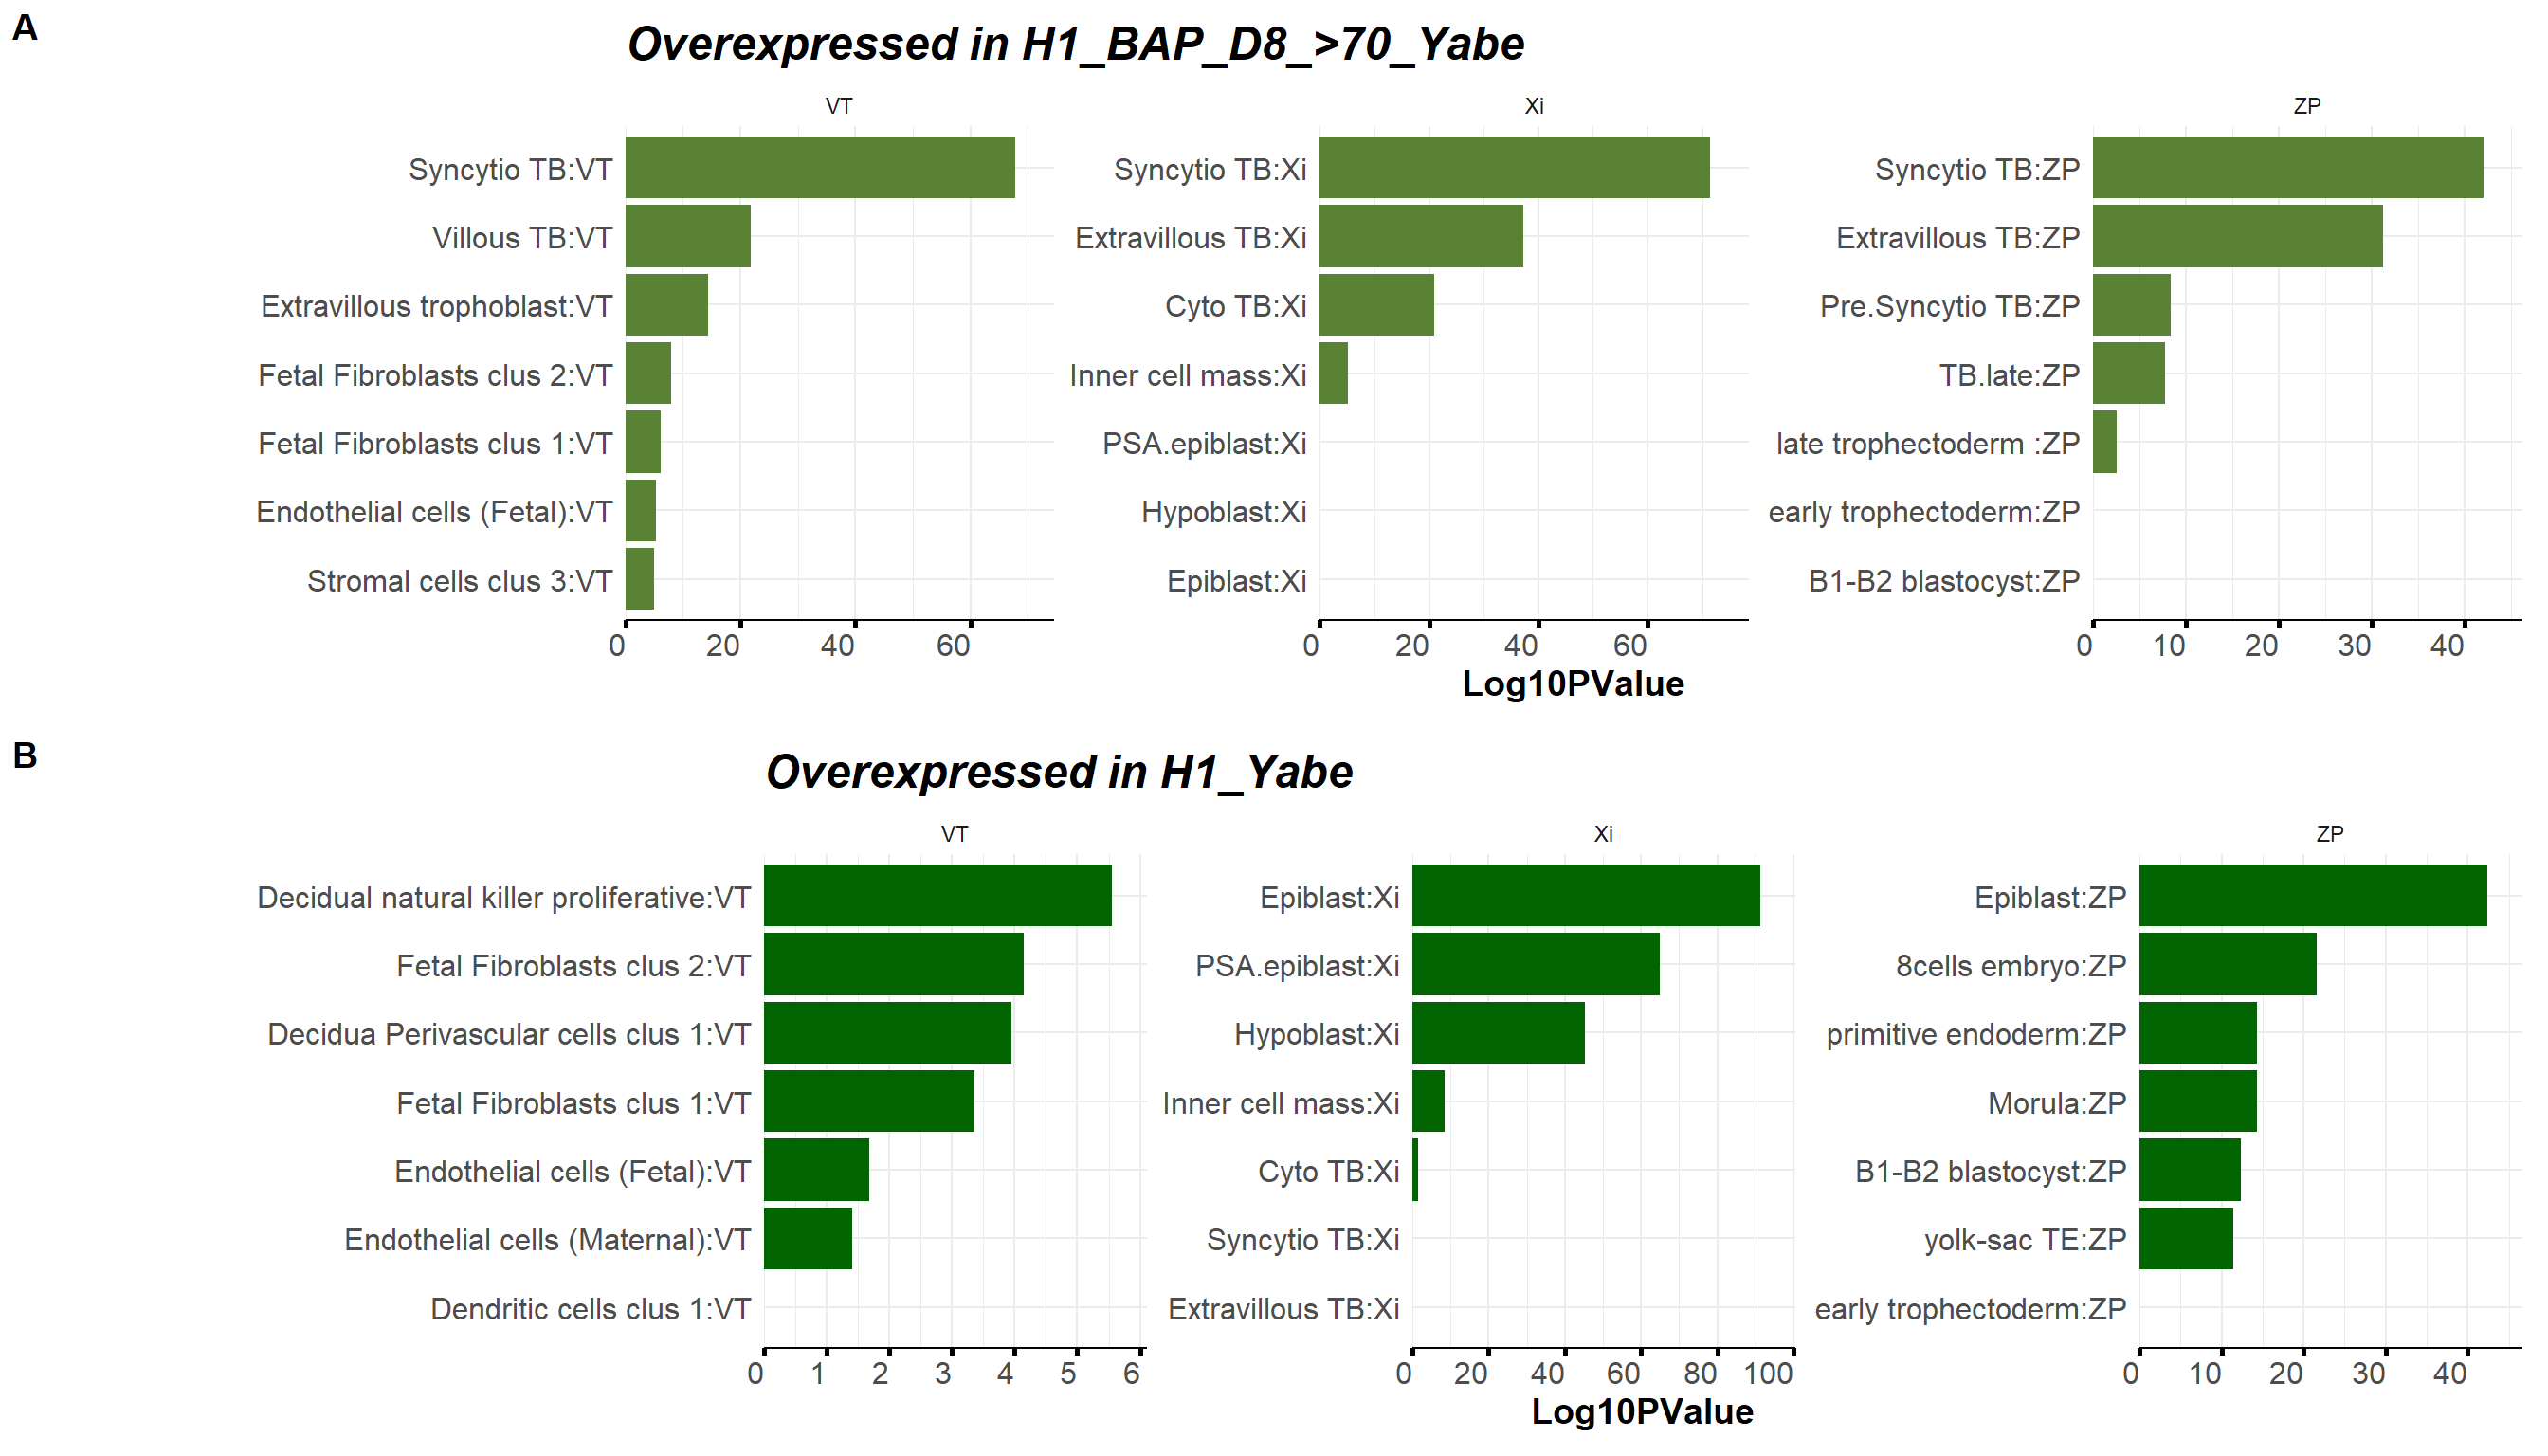 A
Overexpressed in H1_BAP_D8_>70_Yabe
VT
Syncytio TB:VT
Villous TB:VT
Extravillous trophoblast:VT
Fetal Fibroblasts clus 2:VT
Fetal Fibroblasts clus 1:VT
Endothelial cells (Fetal):VT
Stromal cells clus 3:VT
0 20 40 60
Xi
Syncytio TB:Xi
Extravillous TB:Xi
Cyto TB:Xi
Inner cell mass:Xi
PSA.epiblast:Xi
Hypoblast:Xi
Epiblast:Xi
0 20 40 60
ZP
Syncytio TB:ZP
Extravillous TB:ZP
Pre.Syncytio TB:ZP
TB.late:ZP
late trophectoderm :ZP
early trophectoderm:ZP
B1-B2 blastocyst:ZP
0 10 20 30 40
Log10PValue
B
Overexpressed in H1_Yabe
VT
Decidual natural killer proliferative:VT
Fetal Fibroblasts clus 2:VT
Decidua Perivascular cells clus 1:VT
Fetal Fibroblasts clus 1:VT
Endothelial cells (Fetal):VT
Endothelial cells (Maternal):VT
Dendritic cells clus 1:VT
0 1 2 3 4 5 6
Xi
Epiblast:Xi
PSA.epiblast:Xi
Hypoblast:Xi
Inner cell mass:Xi
Cyto TB:Xi
Syncytio TB:Xi
Extravillous TB:Xi
0 20 40 60 80 100
ZP
Epiblast:ZP
8cells embryo:ZP
primitive endoderm:ZP
Morula:ZP
B1-B2 blastocyst:ZP
yolk-sac TE:ZP
early trophectoderm:ZP
0 10 20 30 40
Log10PValue